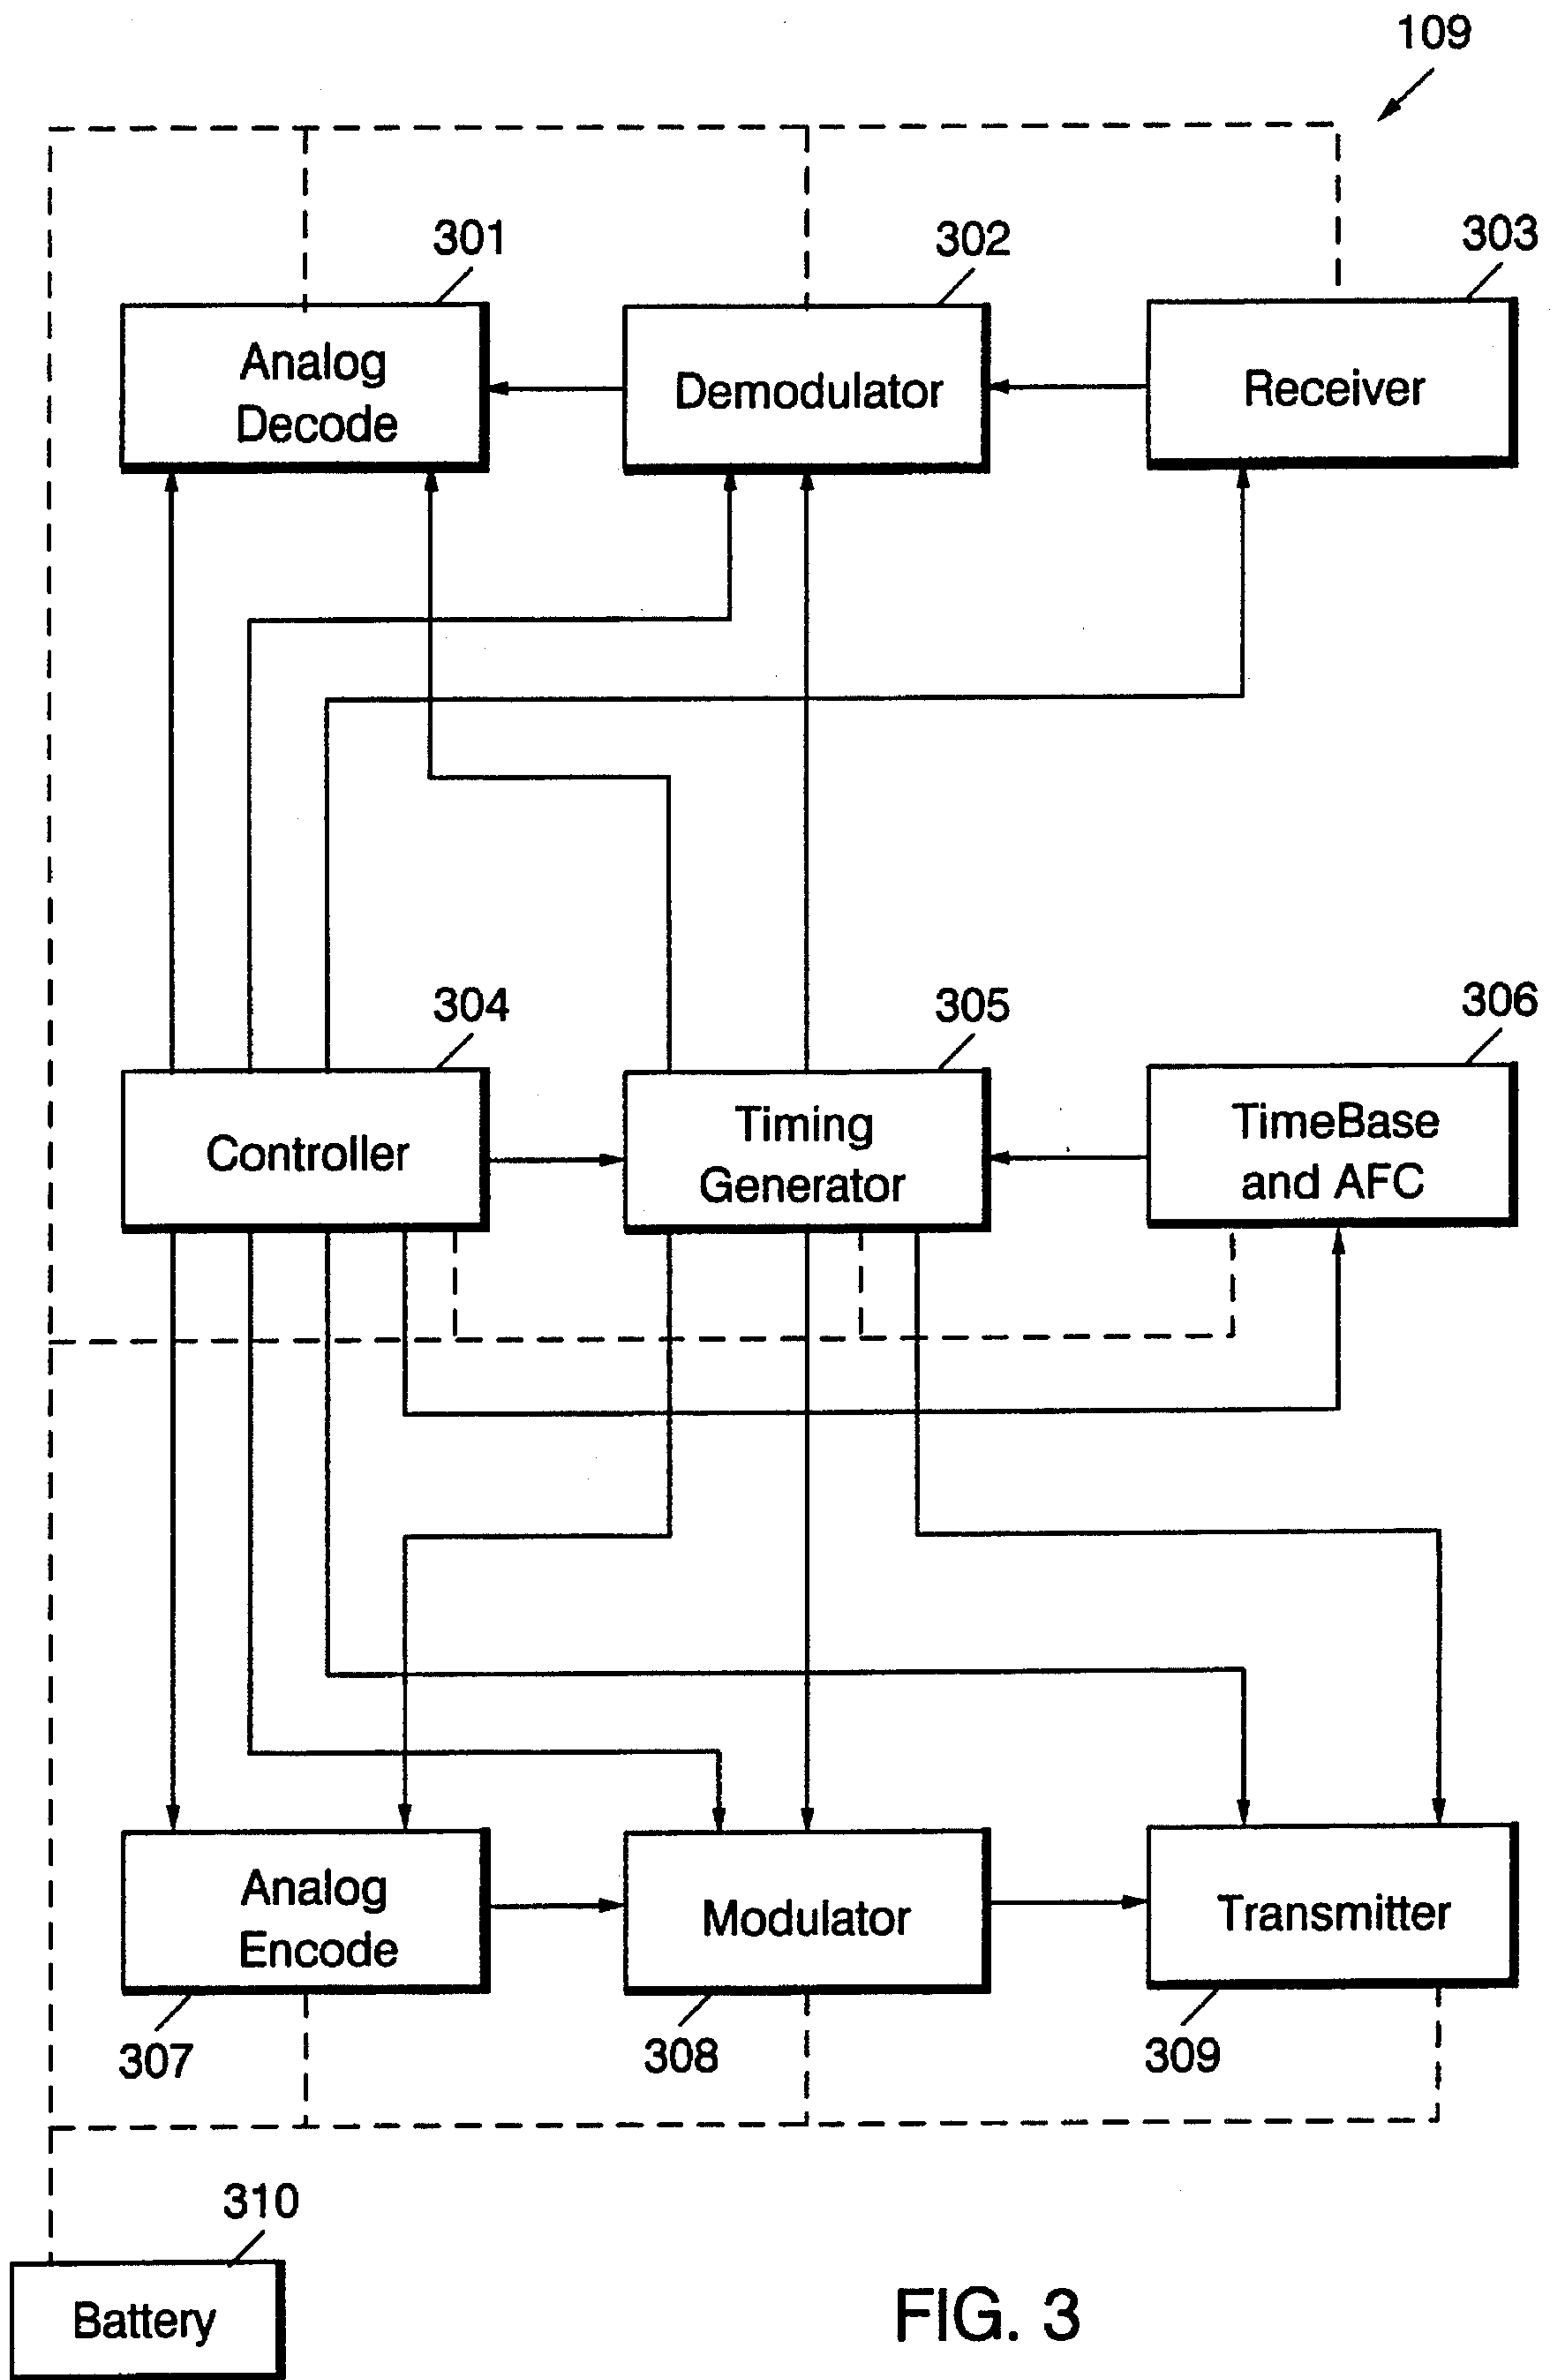 109
301
302
303
Analog
Decode
Demodulator
Receiver
304
305
306
Controller
Timing
Generator
TimeBase
and AFC
Analog
Encode
Modulator
Transmitter
307
308
309
310
Battery
FIG. 3